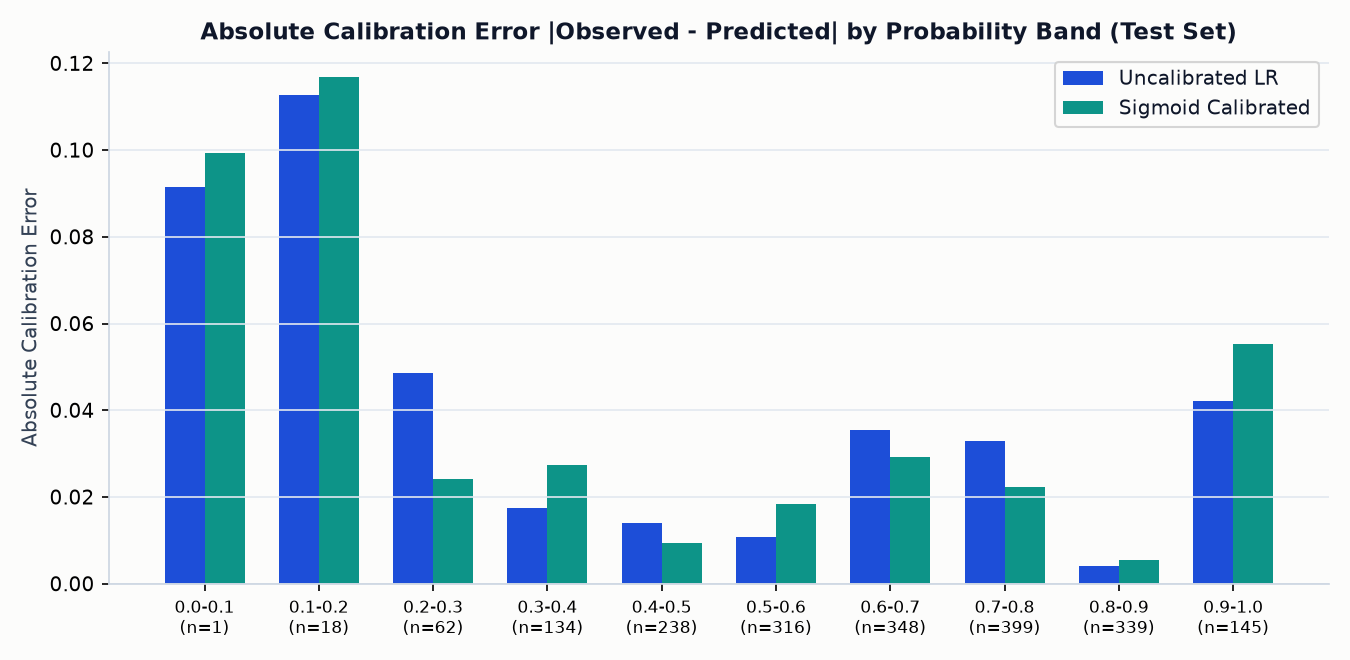 Absolute Calibration Error |Observed - Predicted| by Probability Band (Test Set)
Uncalibrated LR
Sigmoid Calibrated
Absolute Calibration Error
0.12
0.10
0.08
0.06
0.04
0.02
0.00
0.0-0.1
(n=1)
0.1-0.2
(n=18)
0.2-0.3
(n=62)
0.3-0.4
(n=134)
0.4-0.5
(n=238)
0.5-0.6
(n=316)
0.6-0.7
(n=348)
0.7-0.8
(n=399)
0.8-0.9
(n=339)
0.9-1.0
(n=145)